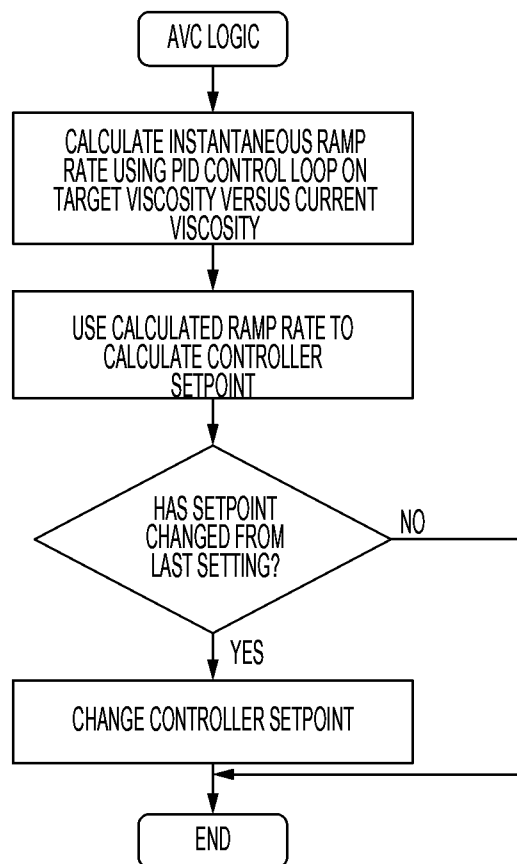 AVC LOGIC
CALCULATE INSTANTANEOUS RAMP
RATE USING PID CONTROL LOOP ON
TARGET VISCOSITY VERSUS CURRENT
VISCOSITY
USE CALCULATED RAMP RATE TO
CALCULATE CONTROLLER
SETPOINT
HAS SETPOINT
CHANGED FROM
LAST SETTING?
NO
YES
CHANGE CONTROLLER SETPOINT
END